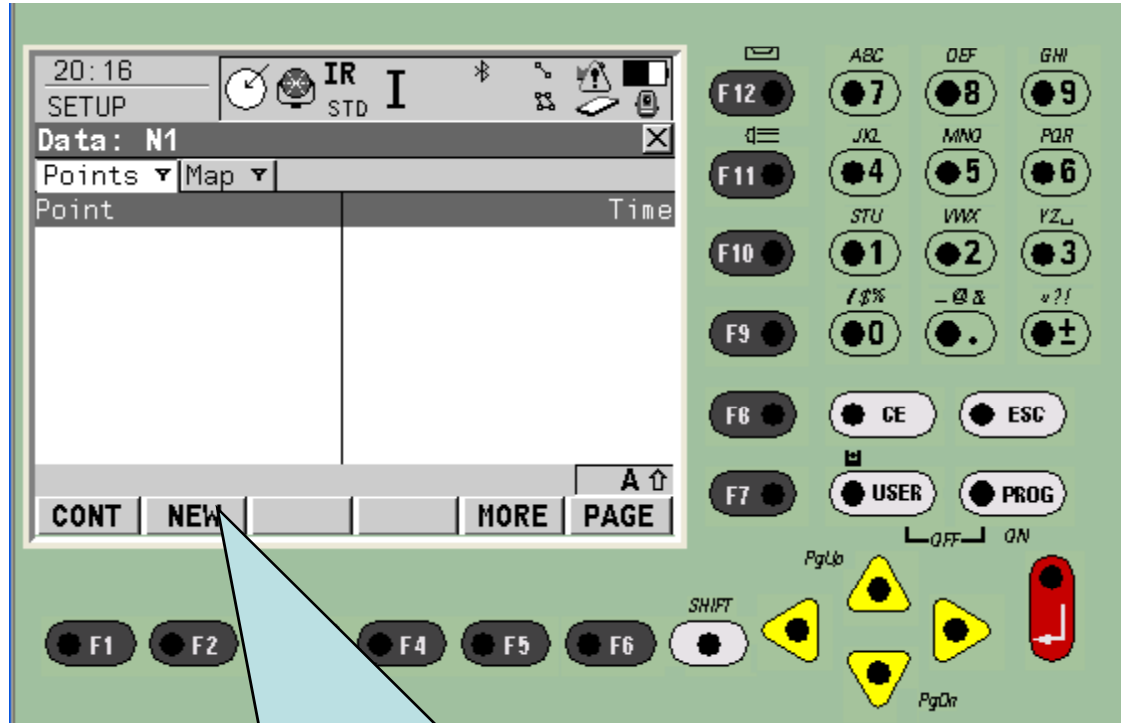 20:16
SETUP
IR
STD
I
Data: N1
Points Map
Point Time
A
CONT NEW MORE PAGE
F12 ABC 7 DEF 8 GHI 9
F11 JKL 4 MNO 5 PQR 6
F10 STU 1 VWX 2 YZ␣ 3
F9 /$% 0 _@& . *?! ±
F8 CE ESC
F7 USER PROG
OFF ON
PgUp
SHIFT
F1 F2 F4 F5 F6
PgDn